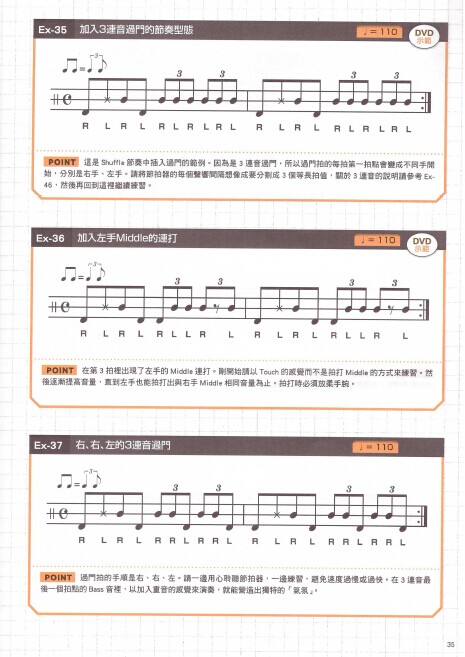 Ex-35 加入3連音過門的節奏型態 ♩=110 DVD 示範
3
3 3 3 3
R L R L R L R L R L R L R L R L R L R L
POINT 這是 Shuffle 節奏中插入過門的範例。因為是 3 連音過門，所以過門拍的每拍第一拍點會變成不同手開
始，分別是右手、左手。請將節拍器的每個聲響間隔想像成要分割成 3 個等長拍值，關於 3 連音的說明請參考 Ex-
46，然後再回到這裡繼續練習。
Ex-36 加入左手Middle的連打 ♩=110 DVD 示範
3
3 3 3 3
POINT 在第 3 拍裡出現了左手的 Middle 連打。剛開始請以 Touch 的感覺而不是拍打 Middle 的方式來練習。然
後逐漸提高音量，直到左手也能拍打出與右手 Middle 相同音量為止。拍打時必須放柔手腕。
Ex-37 右、右、左的3連音過門 ♩=110
3
3 3 3 3
R L R L R R L R R L R L R L R R L R R L
POINT 過門拍的手順是右、右、左。請一邊用心聆聽節拍器，一邊練習，避免速度過慢或過快。在 3 連音最
後一個拍點的 Bass 音裡，以加入重音的感覺來演奏，就能營造出獨特的「氣氛」。
35